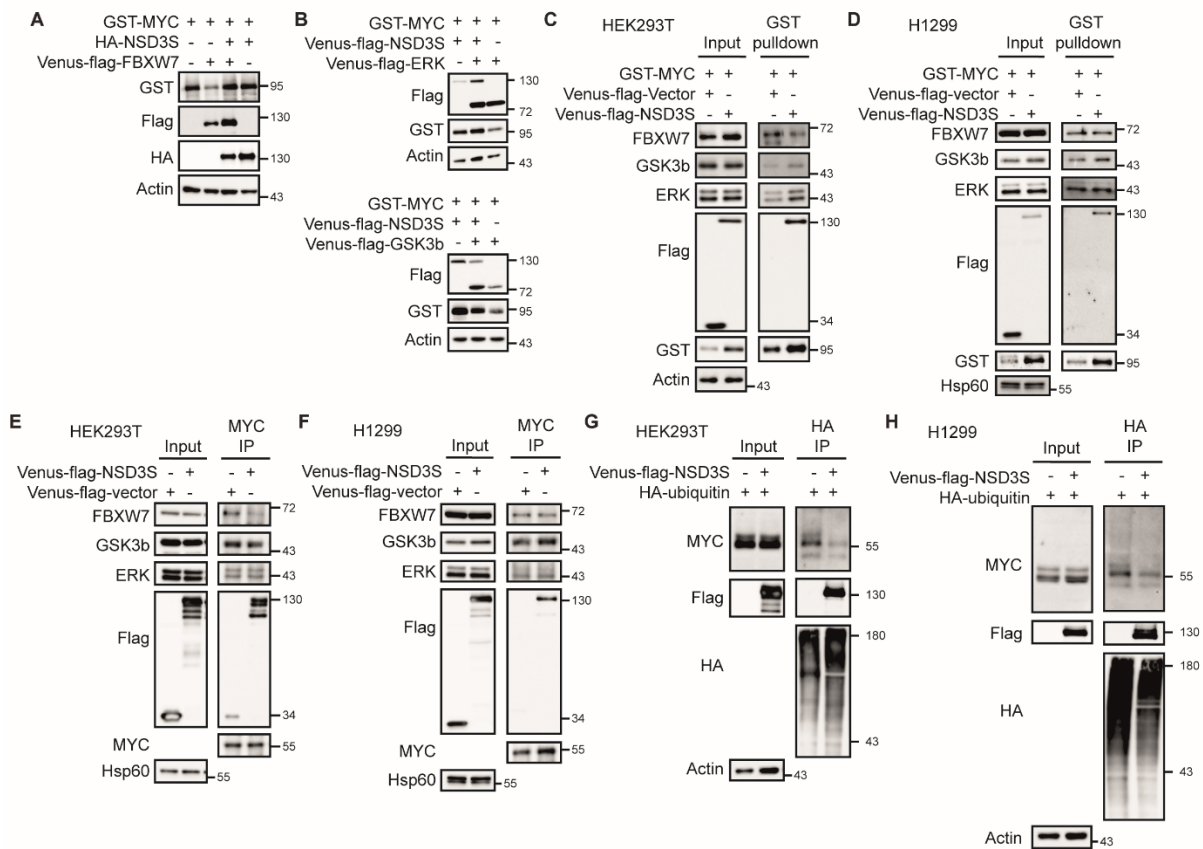 A
GST-MYC + + + +
HA-NSD3S - - + +
Venus-flag-FBXW7 - + + -
GST
95
Flag
130
HA
130
Actin
43
B
GST-MYC + + +
Venus-flag-NSD3S + + -
Venus-flag-ERK - + +
Flag
130
72
GST
95
Actin
43
GST-MYC + + +
Venus-flag-NSD3S + + -
Venus-flag-GSK3b - + +
Flag
130
72
GST
95
Actin
43
C
HEK293T
Input
GST
pulldown
GST-MYC + + + +
Venus-flag-Vector + - + -
Venus-flag-NSD3S - + - +
FBXW7
72
GSK3b
43
ERK
43
Flag
130
34
GST
95
Actin
43
D
H1299
Input
GST
pulldown
GST-MYC + + + +
Venus-flag-vector + - + -
Venus-flag-NSD3S - + - +
FBXW7
72
GSK3b
43
ERK
43
Flag
130
34
GST
95
Hsp60
55
E
HEK293T
Input
MYC
IP
Venus-flag-NSD3S - + - +
Venus-flag-vector + - + -
FBXW7
72
GSK3b
43
ERK
43
Flag
130
34
MYC
55
Hsp60
55
F
H1299
Input
MYC
IP
Venus-flag-NSD3S - + - +
Venus-flag-vector + - + -
FBXW7
72
GSK3b
43
ERK
43
Flag
130
34
MYC
55
Hsp60
55
G
HEK293T
Input
HA
IP
Venus-flag-NSD3S - + - +
HA-ubiquitin + + + +
MYC
55
Flag
130
HA
180
43
Actin
43
H
H1299
Input
HA
IP
Venus-flag-NSD3S - + - +
HA-ubiquitin + + + +
MYC
55
Flag
130
HA
180
43
Actin
43